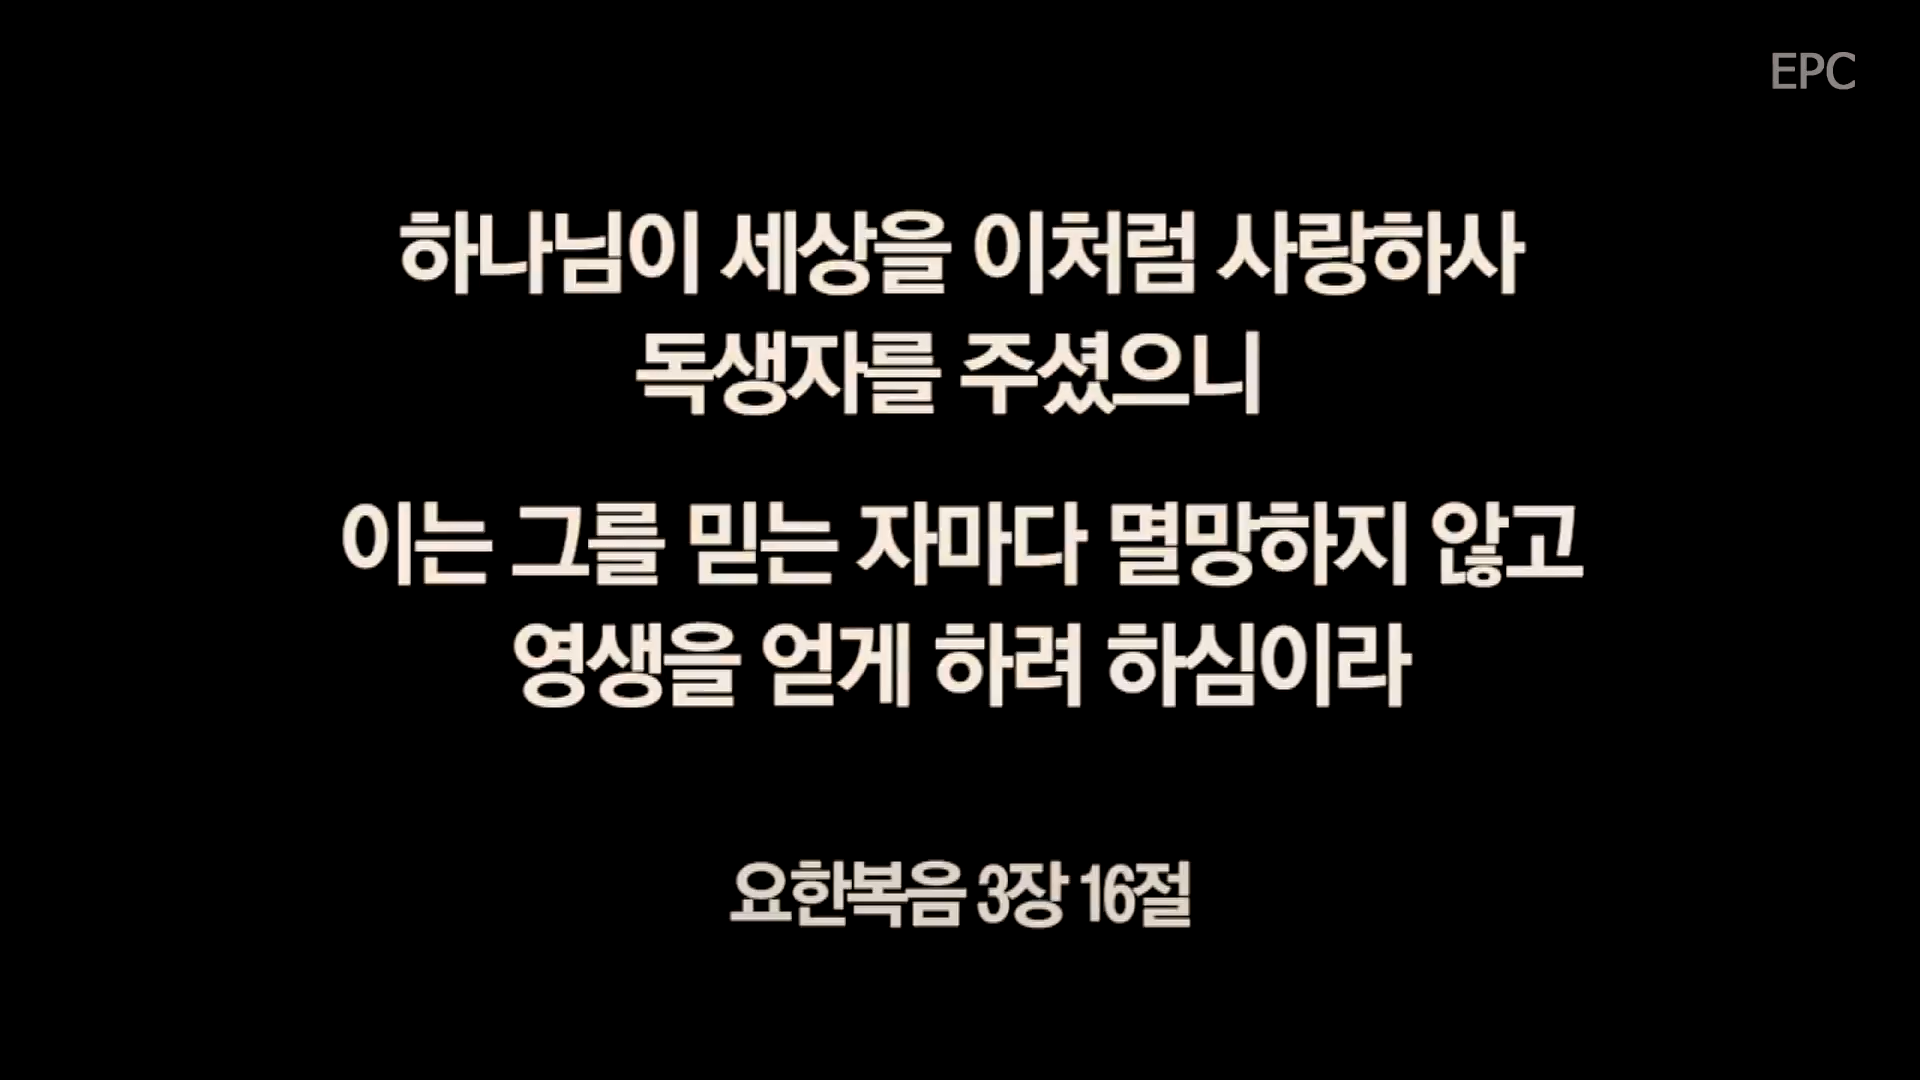 EPC
하나님이 세상을 이처럼 사랑하사
독생자를 주셨으니
이는 그를 믿는 자마다 멸망하지 않고
영생을 얻게 하려 하심이라
요한복음 3장 16절